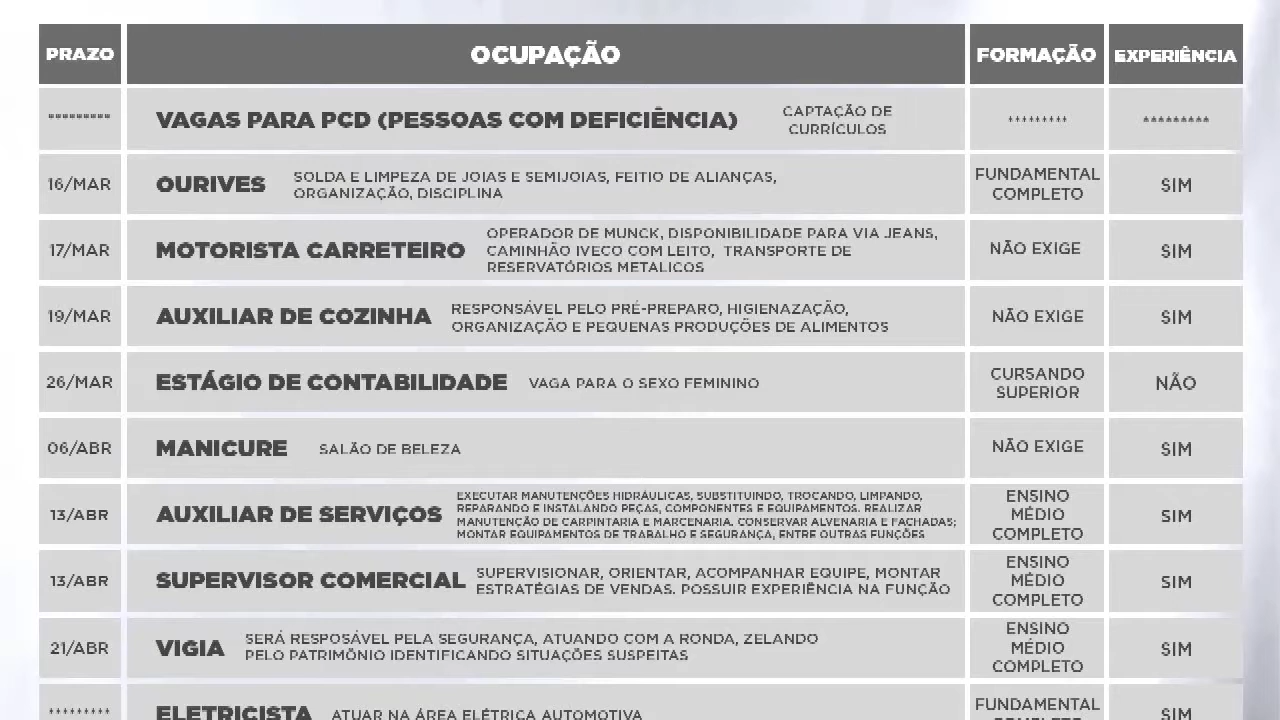 PRAZO OCUPAÇÃO FORMAÇÃO EXPERIÊNCIA
********* VAGAS PARA PCD (PESSOAS COM DEFICIÊNCIA) CAPTAÇÃO DE CURRÍCULOS ********* *********
16/MAR OURIVES SOLDA E LIMPEZA DE JOIAS E SEMIJOIAS, FEITIO DE ALIANÇAS,
ORGANIZAÇÃO, DISCIPLINA
FUNDAMENTAL
COMPLETO
SIM
17/MAR MOTORISTA CARRETEIRO
OPERADOR DE MUNCK, DISPONIBILIDADE PARA VIA JEANS,
CAMINHÃO IVECO COM LEITO, TRANSPORTE DE
RESERVATÓRIOS METALICOS
NÃO EXIGE
SIM
19/MAR AUXILIAR DE COZINHA
RESPONSÁVEL PELO PRÉ-PREPARO, HIGIENAZAÇÃO,
ORGANIZAÇÃO E PEQUENAS PRODUÇÕES DE ALIMENTOS
NÃO EXIGE
SIM
26/MAR ESTÁGIO DE CONTABILIDADE VAGA PARA O SEXO FEMININO
CURSANDO
SUPERIOR
NÃO
06/ABR MANICURE SALÃO DE BELEZA NÃO EXIGE SIM
13/ABR AUXILIAR DE SERVIÇOS
EXECUTAR MANUTENÇÕES HIDRÁULICAS, SUBSTITUINDO, TROCANDO, LIMPANDO,
REPARANDO E INSTALANDO PEÇAS, COMPONENTES E EQUIPAMENTOS. REALIZAR
MANUTENÇÃO DE CARPINTARIA E MARCENARIA. CONSERVAR ALVENARIA E FACHADAS;
MONTAR EQUIPAMENTOS DE TRABALHO E SEGURANÇA, ENTRE OUTRAS FUNÇÕES
ENSINO
MÉDIO
COMPLETO
SIM
13/ABR SUPERVISOR COMERCIAL
SUPERVISIONAR, ORIENTAR, ACOMPANHAR EQUIPE, MONTAR
ESTRATÉGIAS DE VENDAS. POSSUIR EXPERIÊNCIA NA FUNÇÃO
ENSINO
MÉDIO
COMPLETO
SIM
21/ABR VIGIA
SERÁ RESPOSÁVEL PELA SEGURANÇA, ATUANDO COM A RONDA, ZELANDO
PELO PATRIMÔNIO IDENTIFICANDO SITUAÇÕES SUSPEITAS
ENSINO
MÉDIO
COMPLETO
SIM
********* ELETRICISTA ATUAR NA ÁREA ELÉTRICA AUTOMOTIVA
FUNDAMENTAL
COMPLETO
SIM